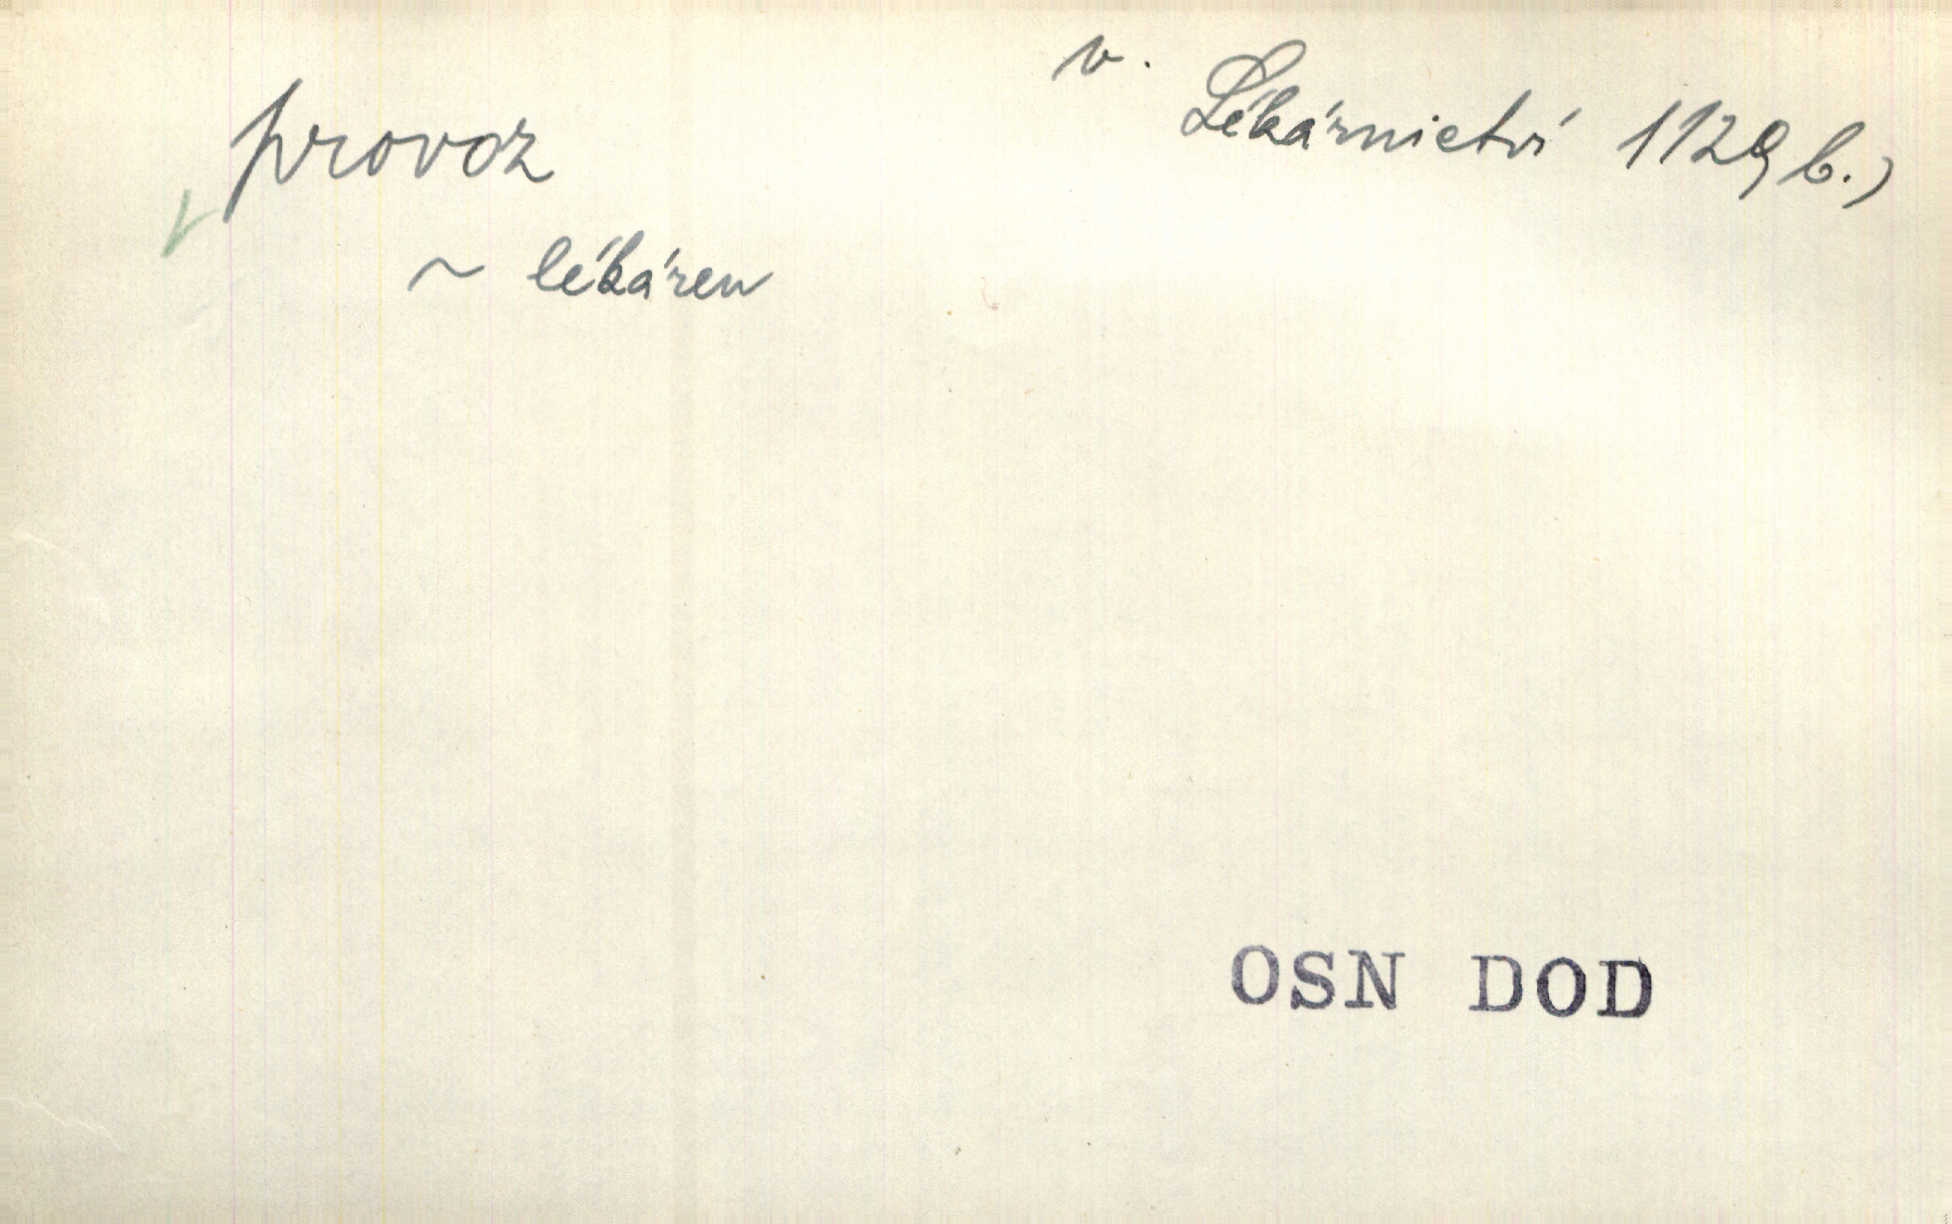 v. Lékárnictví 1129 b.)
provoz
~ lékáren
OSN DOD